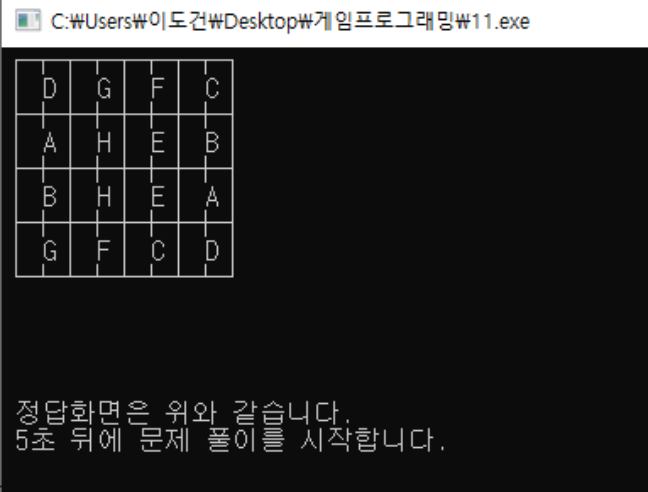 C:₩Users₩이도건₩Desktop₩게임프로그래밍₩11.exe
D G F C
A H E B
B H E A
G F C D
정답화면은 위와 같습니다.
5초 뒤에 문제 풀이를 시작합니다.